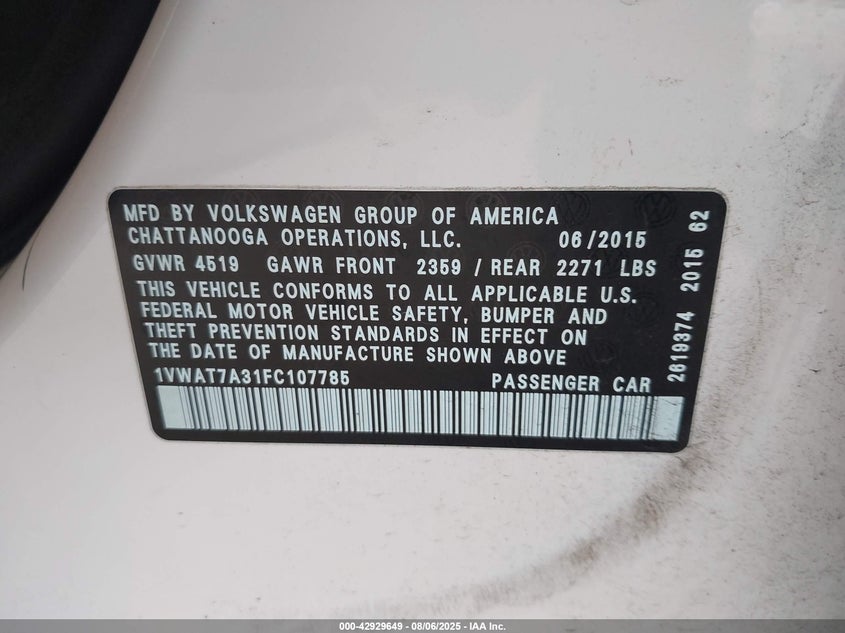 MFD BY VOLKSWAGEN GROUP OF AMERICA
CHATTANOOGA OPERATIONS, LLC. 06/2015
GVWR 4519 GAWR FRONT 2359 / REAR 2271 LBS
THIS VEHICLE CONFORMS TO ALL APPLICABLE U.S.
FEDERAL MOTOR VEHICLE SAFETY, BUMPER AND
THEFT PREVENTION STANDARDS IN EFFECT ON
THE DATE OF MANUFACTURE SHOWN ABOVE
1VWAT7A31FC107785 PASSENGER CAR
2619374 2015 62
000-42929649 - 08/06/2025 - IAA Inc.